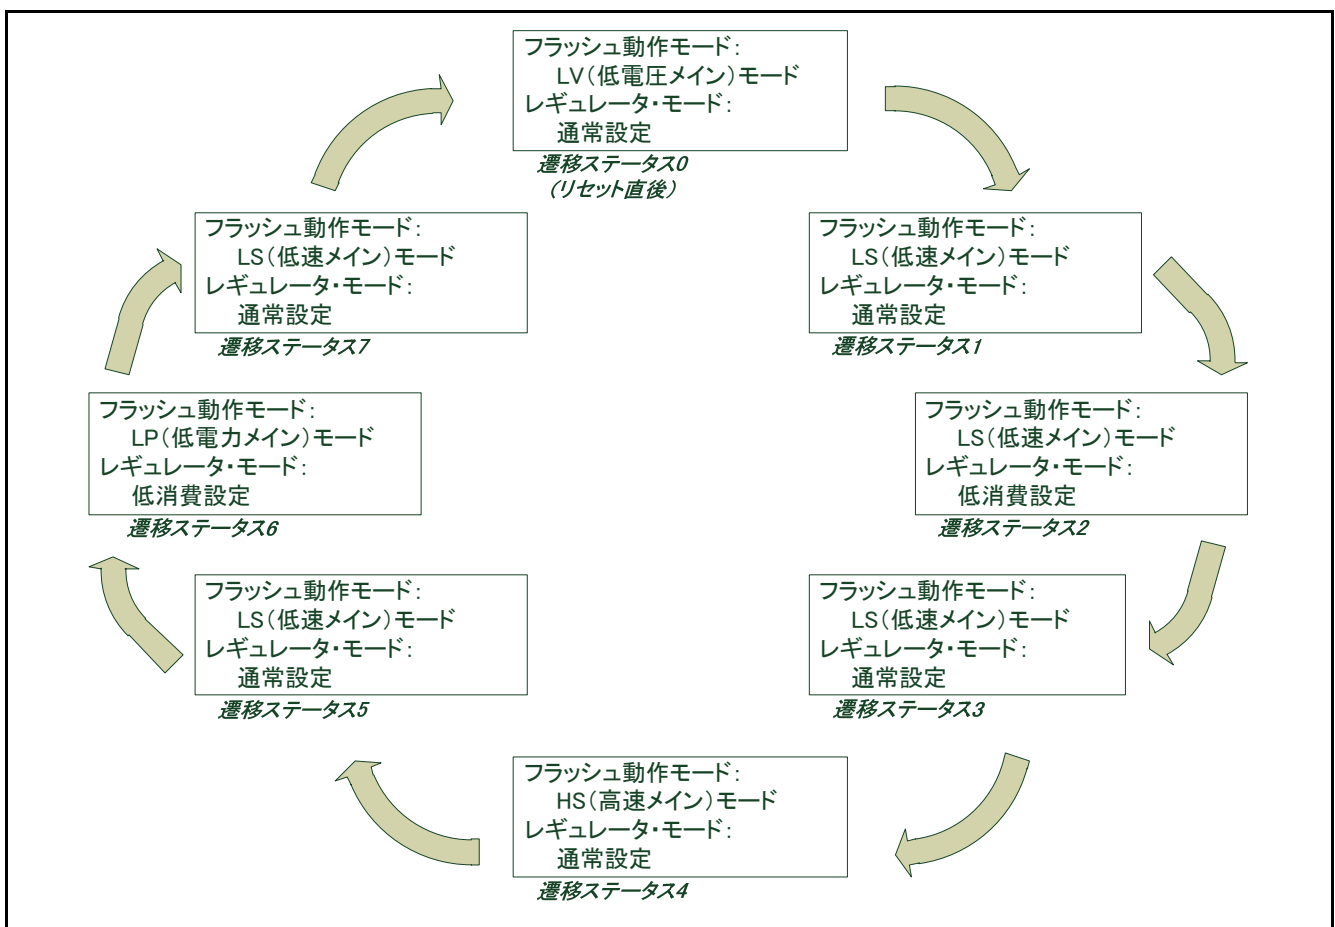 フラッシュ動作モード:
LV(低電圧メイン)モード
レギュレータ・モード:
通常設定
遷移ステータス0
(リセット直後)
フラッシュ動作モード:
LS(低速メイン)モード
レギュレータ・モード:
通常設定
遷移ステータス1
フラッシュ動作モード:
LS(低速メイン)モード
レギュレータ・モード:
低消費設定
遷移ステータス2
フラッシュ動作モード:
LS(低速メイン)モード
レギュレータ・モード:
通常設定
遷移ステータス3
フラッシュ動作モード:
HS(高速メイン)モード
レギュレータ・モード:
通常設定
遷移ステータス4
フラッシュ動作モード:
LS(低速メイン)モード
レギュレータ・モード:
通常設定
遷移ステータス5
フラッシュ動作モード:
LP(低電力メイン)モード
レギュレータ・モード:
低消費設定
遷移ステータス6
フラッシュ動作モード:
LS(低速メイン)モード
レギュレータ・モード:
通常設定
遷移ステータス7